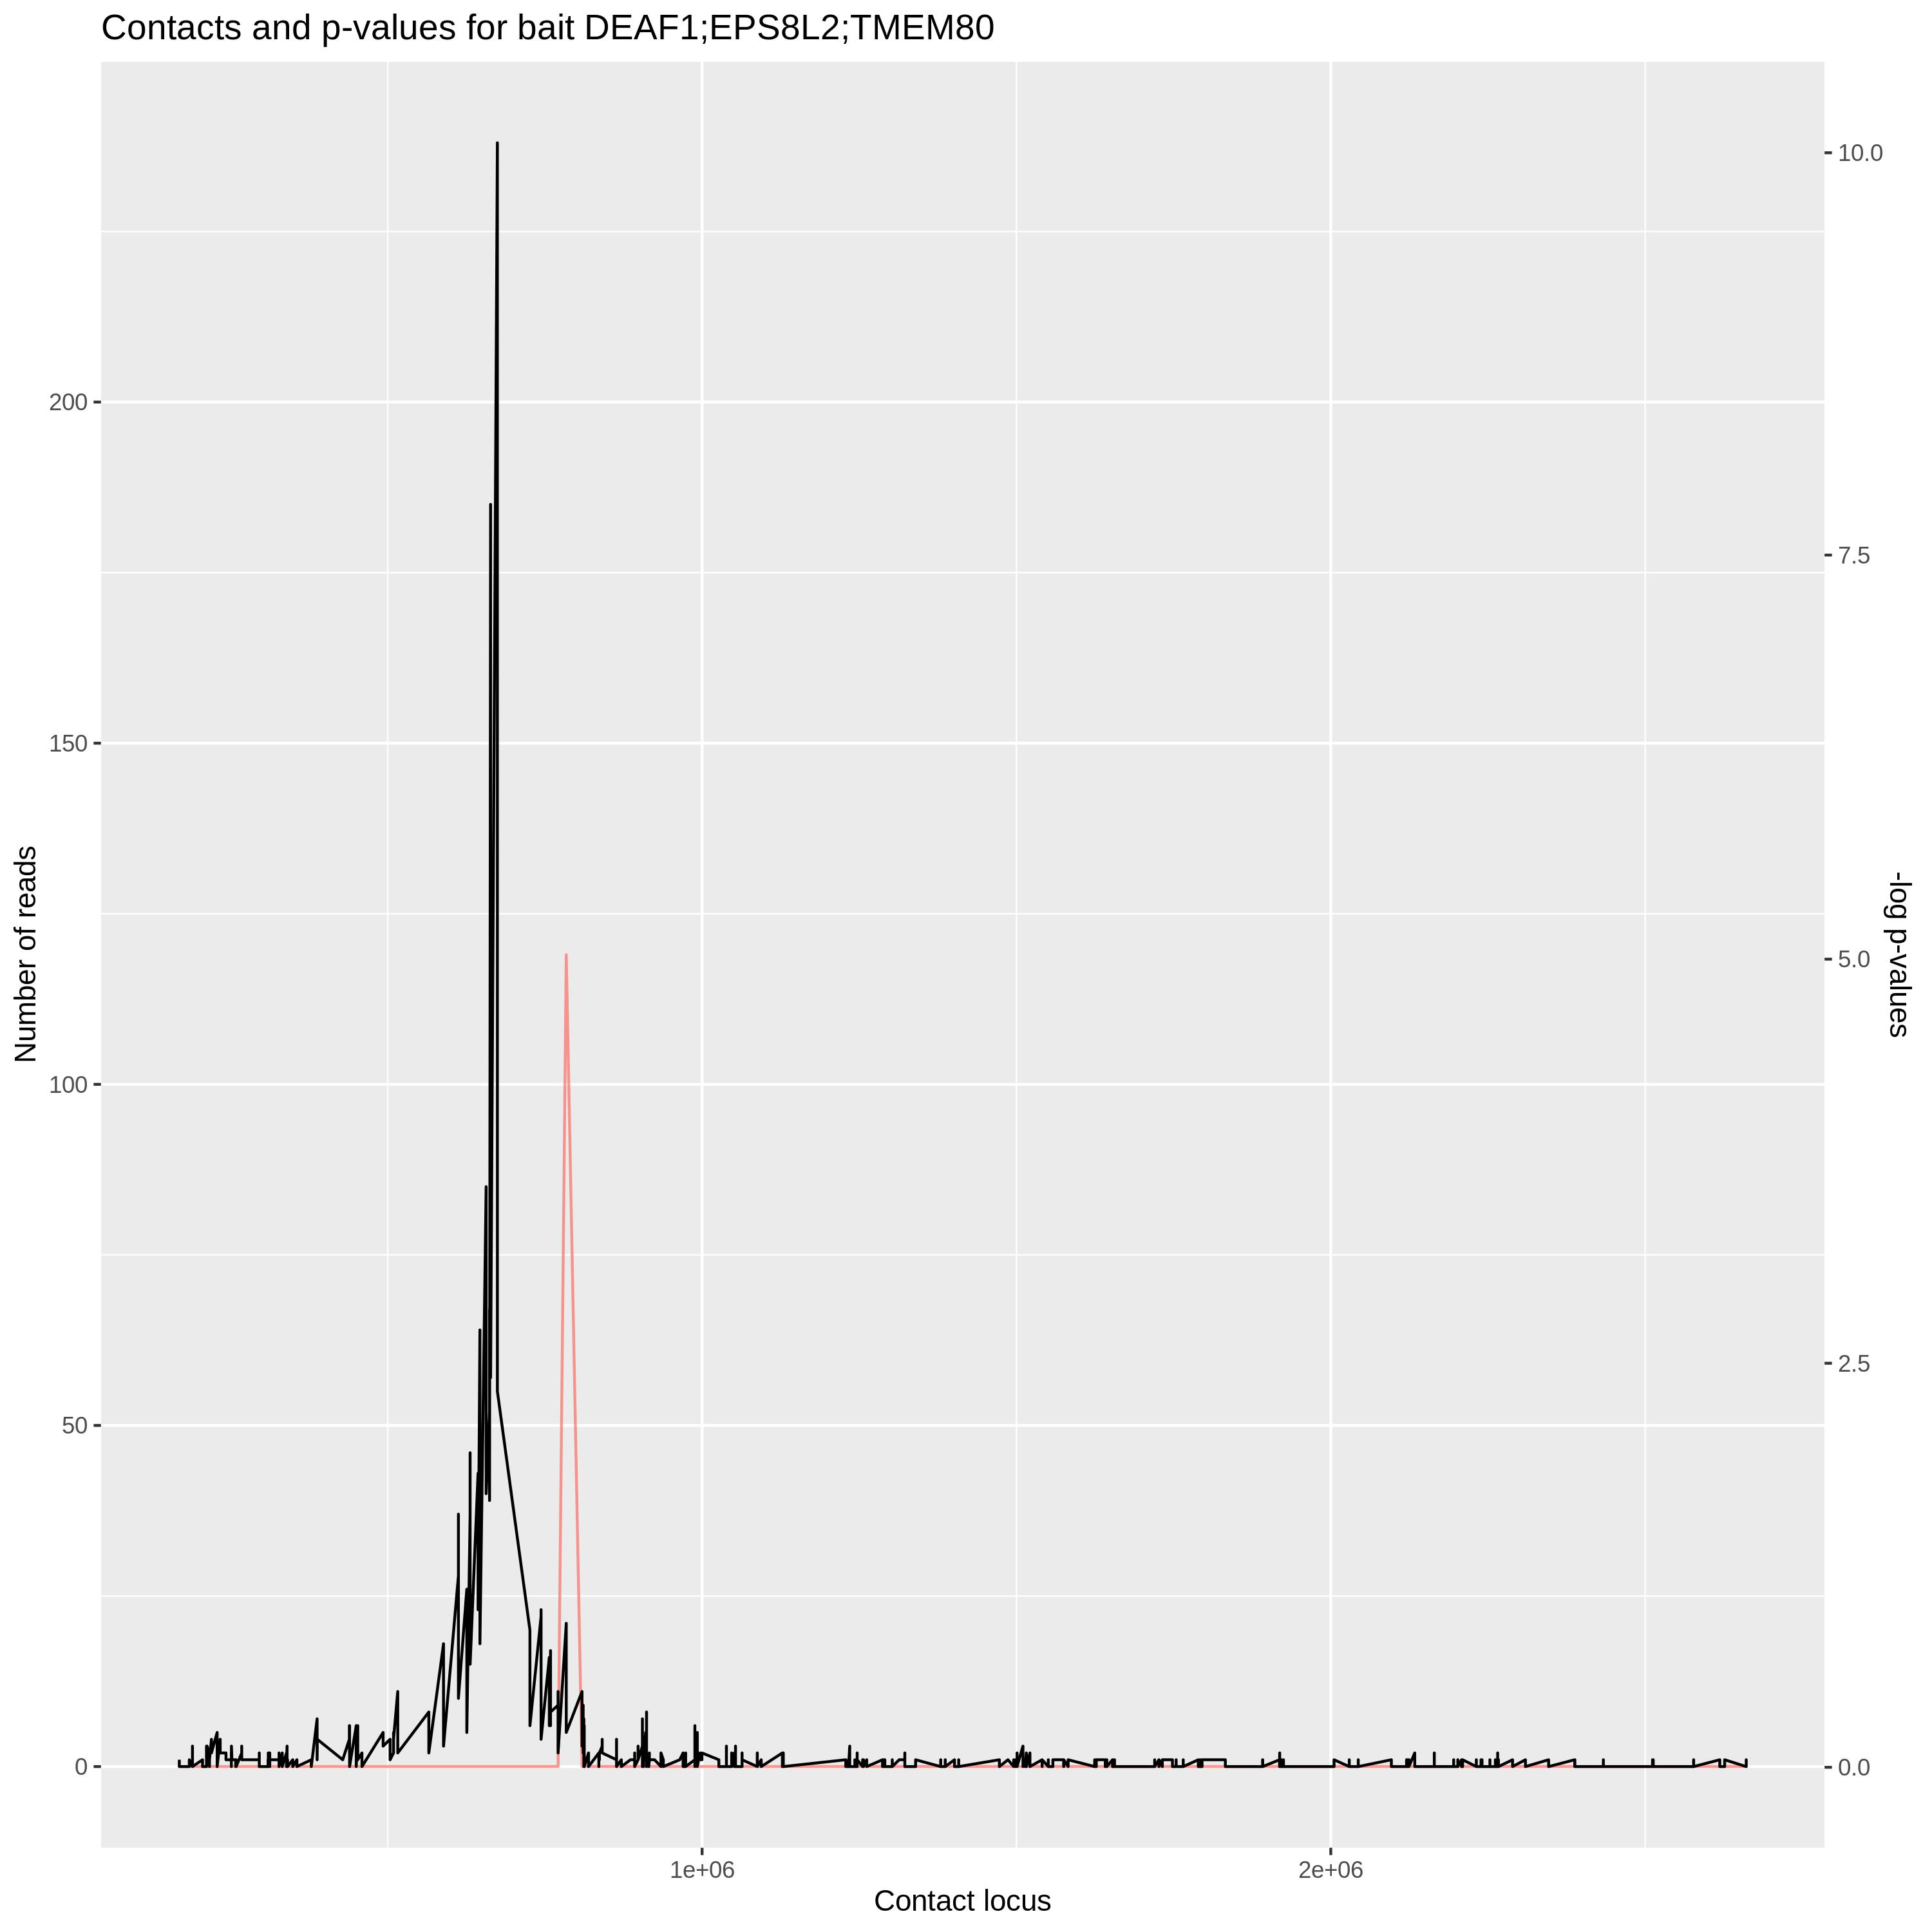 Contacts and p-values for bait DEAF1;EPS8L2;TMEM80
Number of reads
200
150
100
50
0
10.0
7.5
5.0
2.5
0.0
-log p-values
1e+06
2e+06
Contact locus